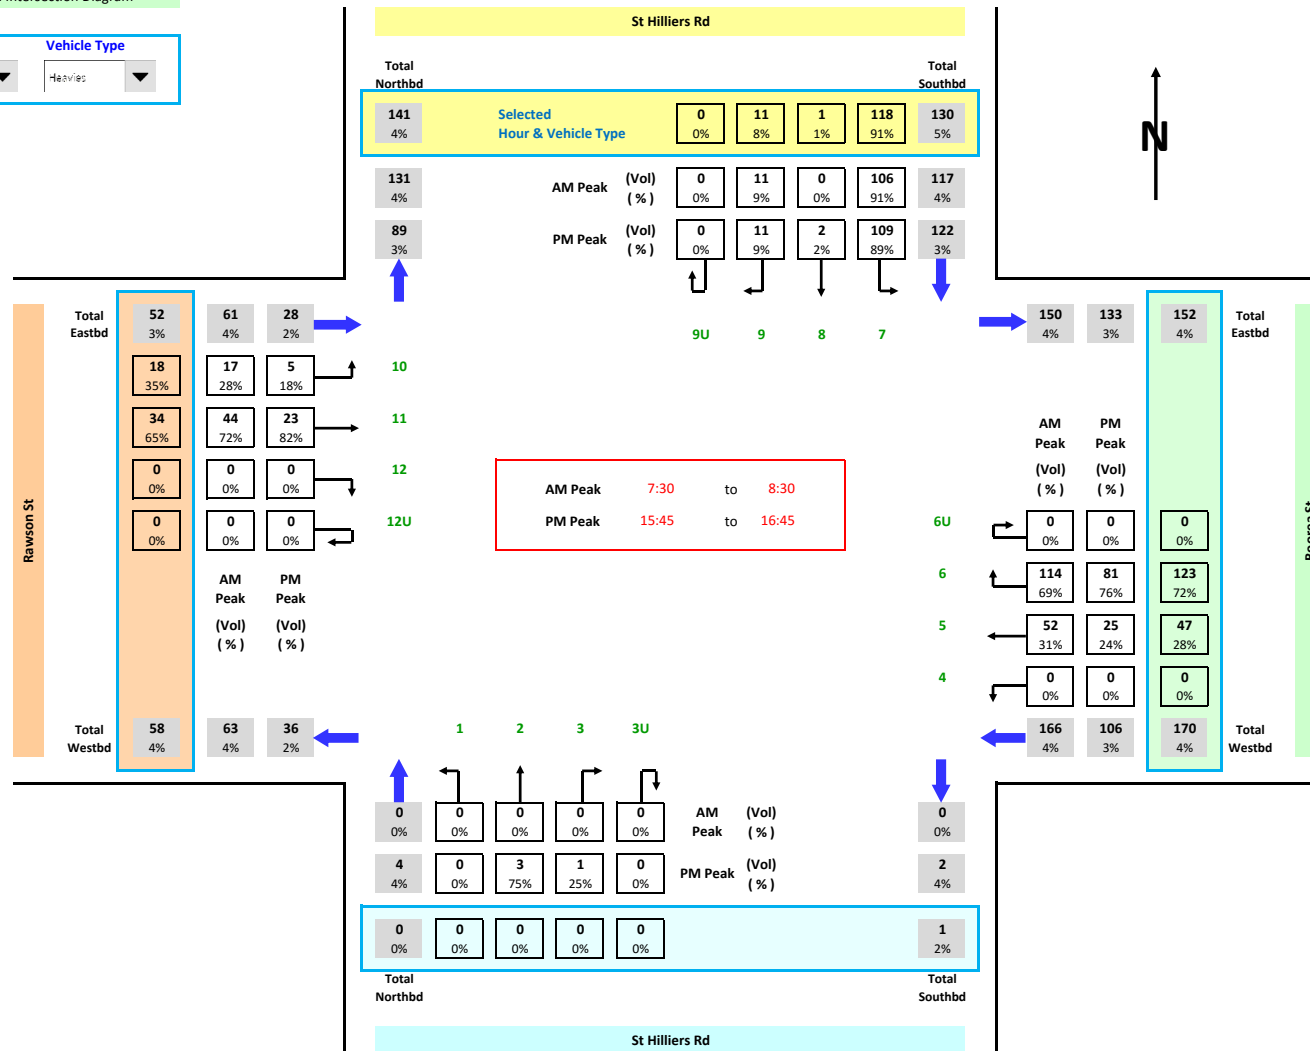 Intersection Diagram
St Hilliers Rd
Vehicle Type
Heavies
Total Northbd
Total Southbd
141 4%
Selected Hour & Vehicle Type
0 0%
11 8%
1 1%
118 91%
130 5%
N
131 4%
AM Peak (Vol) ( % )
0 0%
11 9%
0 0%
106 91%
117 4%
89 3%
PM Peak (Vol) ( % )
0 0%
11 9%
2 2%
109 89%
122 3%
9U 9 8 7
Total Eastbd
52 3%
61 4%
28 2%
150 4%
133 3%
152 4%
Total Eastbd
18 35%
17 28%
5 18%
10
34 65%
44 72%
23 82%
11
0 0%
0 0%
0 0%
12
0 0%
0 0%
0 0%
12U
AM Peak (Vol) ( % )
PM Peak (Vol) ( % )
Rawson St
AM Peak 7:30 to 8:30
PM Peak 15:45 to 16:45
AM Peak (Vol) ( % )
PM Peak (Vol) ( % )
6U
0 0%
0 0%
0 0%
6
114 69%
81 76%
123 72%
5
52 31%
25 24%
47 28%
4
0 0%
0 0%
0 0%
Total Westbd
58 4%
63 4%
36 2%
166 4%
106 3%
170 4%
Total Westbd
1 2 3 3U
0 0%
0 0%
0 0%
0 0%
0 0%
AM Peak (Vol) ( % )
0 0%
4 4%
0 0%
3 75%
1 25%
0 0%
PM Peak (Vol) ( % )
2 4%
0 0%
0 0%
0 0%
0 0%
0 0%
1 2%
Total Northbd
Total Southbd
St Hilliers Rd